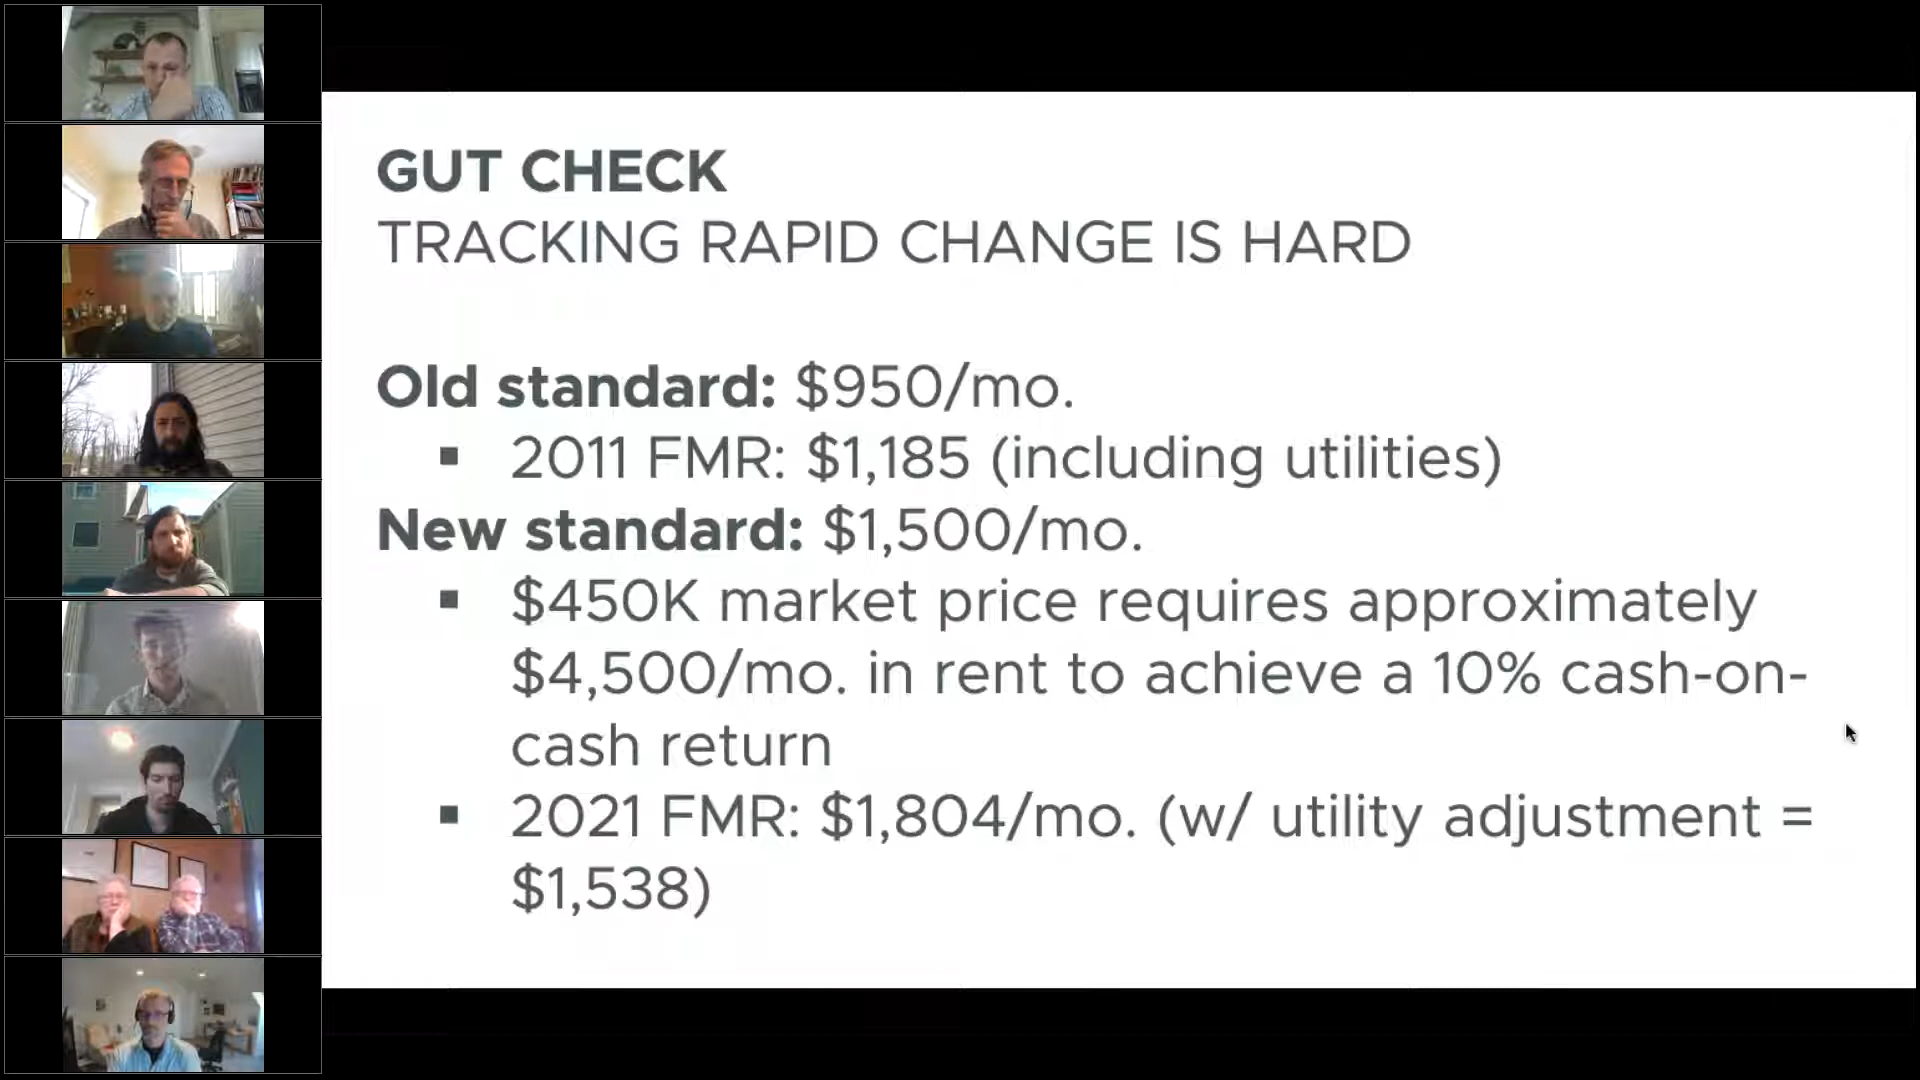 GUT CHECK
TRACKING RAPID CHANGE IS HARD
Old standard: $950/mo.
▪ 2011 FMR: $1,185 (including utilities)
New standard: $1,500/mo.
▪ $450K market price requires approximately
$4,500/mo. in rent to achieve a 10% cash-on-
cash return
▪ 2021 FMR: $1,804/mo. (w/ utility adjustment =
$1,538)